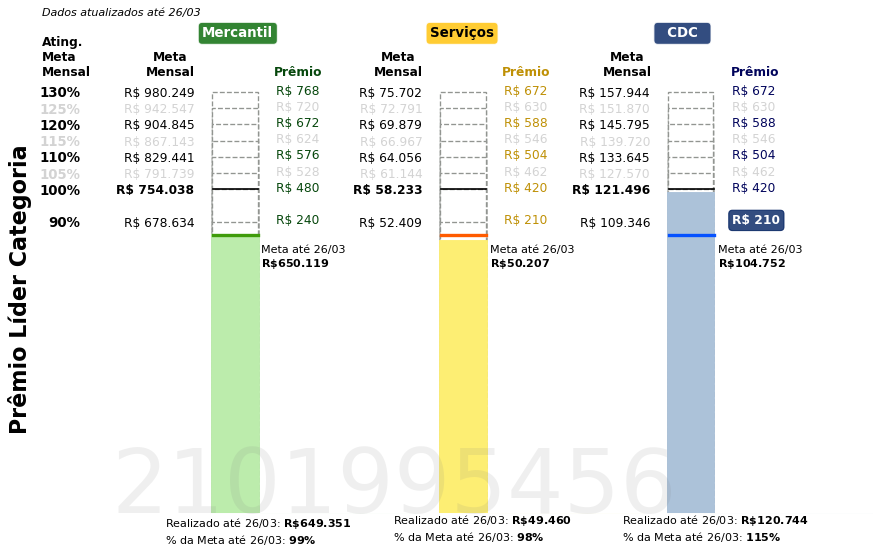 Dados atualizados até 26/03
Mercantil Serviços CDC
Ating.
Meta
Mensal
Meta
Mensal Prêmio Meta
Mensal Prêmio Meta
Mensal Prêmio
130% R$ 980.249 R$ 768 R$ 75.702 R$ 672 R$ 157.944 R$ 672
125% R$ 942.547 R$ 720 R$ 72.791 R$ 630 R$ 151.870 R$ 630
120% R$ 904.845 R$ 672 R$ 69.879 R$ 588 R$ 145.795 R$ 588
115% R$ 867.143 R$ 624 R$ 66.967 R$ 546 R$ 139.720 R$ 546
110% R$ 829.441 R$ 576 R$ 64.056 R$ 504 R$ 133.645 R$ 504
105% R$ 791.739 R$ 528 R$ 61.144 R$ 462 R$ 127.570 R$ 462
100% R$ 754.038 R$ 480 R$ 58.233 R$ 420 R$ 121.496 R$ 420
90% R$ 678.634 R$ 240 R$ 52.409 R$ 210 R$ 109.346 R$ 210
Meta até 26/03 Meta até 26/03 Meta até 26/03
R$650.119 R$50.207 R$104.752
Prêmio Líder Categoria
2101995456
Realizado até 26/03: R$649.351 Realizado até 26/03: R$49.460 Realizado até 26/03: R$120.744
% da Meta até 26/03: 99% % da Meta até 26/03: 98% % da Meta até 26/03: 115%